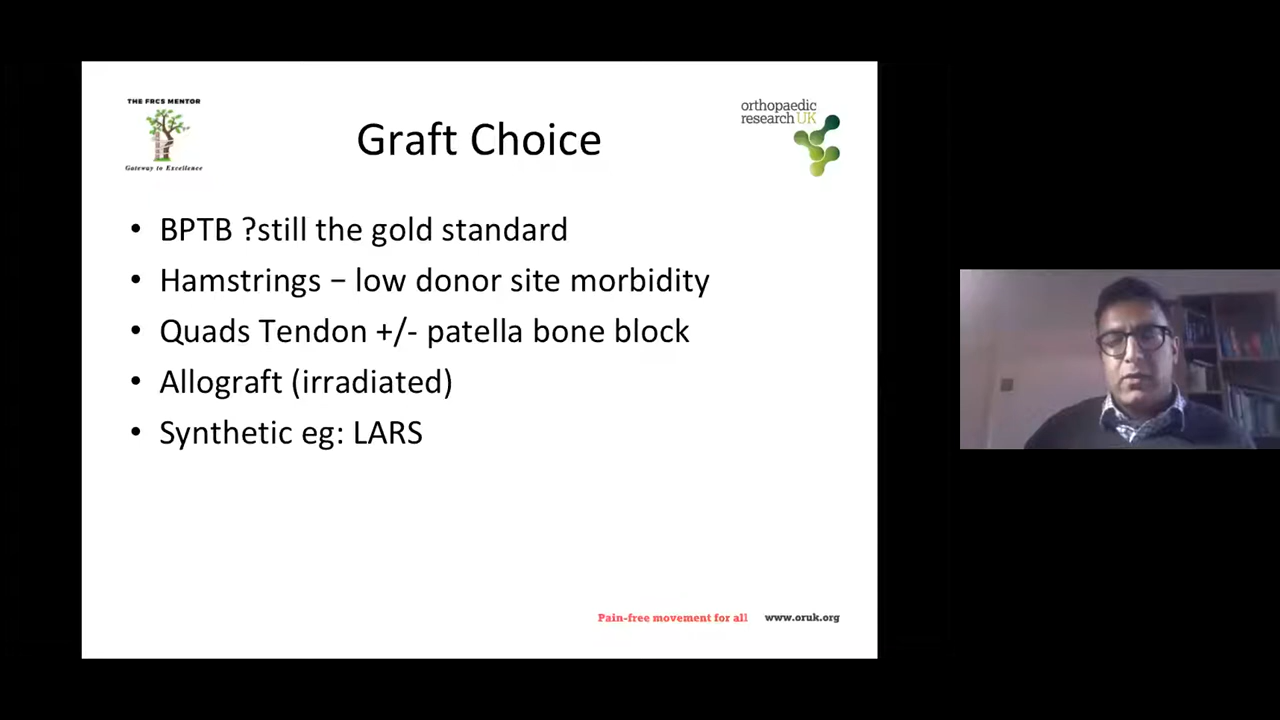 THE FRCS MENTOR
Gateway to Excellence
orthopaedic
research UK
Graft Choice
• BPTB ?still the gold standard
• Hamstrings – low donor site morbidity
• Quads Tendon +/- patella bone block
• Allograft (irradiated)
• Synthetic eg: LARS
Pain-free movement for all www.oruk.org